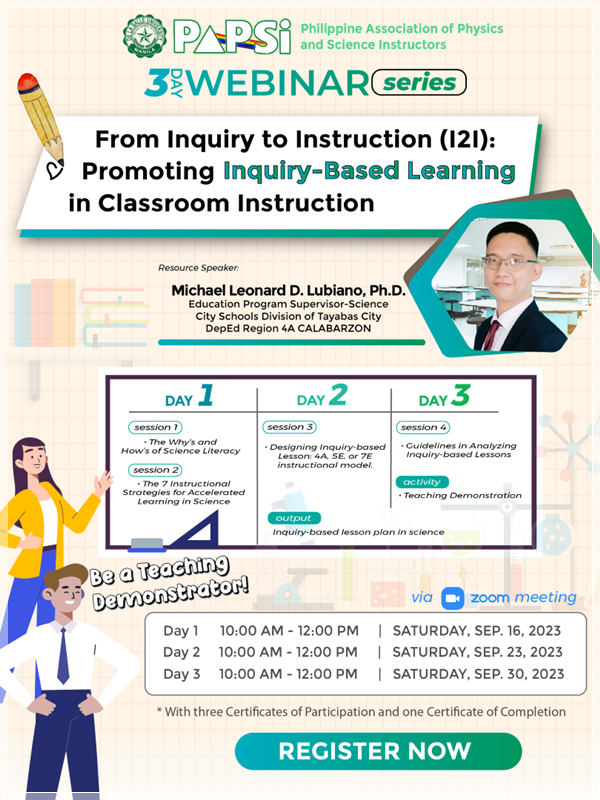 PAPSi
Philippine Association of Physics
and Science Instructors
3 DAY WEBINAR series
From Inquiry to Instruction (I2I):
Promoting Inquiry-Based Learning
in Classroom Instruction
Resource Speaker:
Michael Leonard D. Lubiano, Ph.D.
Education Program Supervisor-Science
City Schools Division of Tayabas City
DepEd Region 4A CALABARZON
DAY 1
session 1
• The Why's and
How's of Science Literacy
session 2
• The 7 Instructional
Strategies for Accelerated
Learning in Science
DAY 2
session 3
• Designing Inquiry-based
Lesson: 4A, 5E, or 7E
instructional model.
output
Inquiry-based lesson plan in science
DAY 3
session 4
• Guidelines in Analyzing
Inquiry-based Lessons
activity
• Teaching Demonstration
Be a Teaching
Demonstrator!
via zoom meeting
Day 1 10:00 AM - 12:00 PM | SATURDAY, SEP. 16, 2023
Day 2 10:00 AM - 12:00 PM | SATURDAY, SEP. 23, 2023
Day 3 10:00 AM - 12:00 PM | SATURDAY, SEP. 30, 2023
* With three Certificates of Participation and one Certificate of Completion
REGISTER NOW